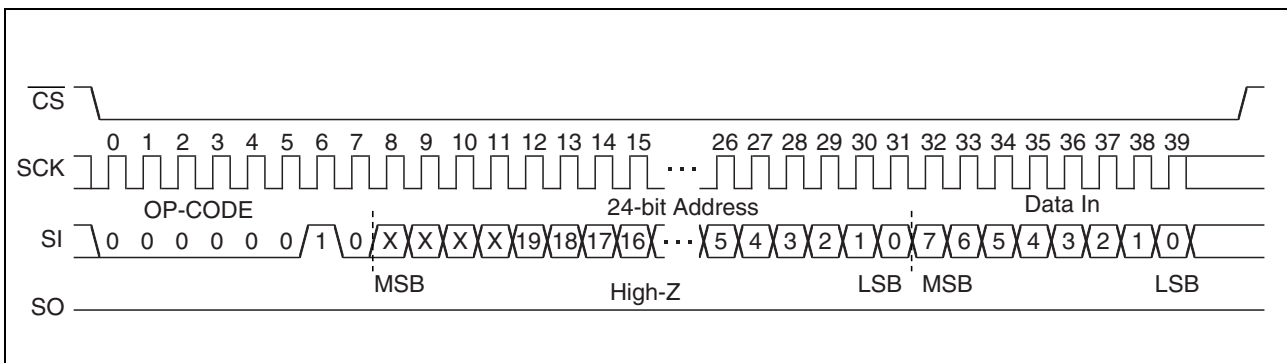 CS
0 1 2 3 4 5 6 7 8 9 10 11 12 13 14 15 26 27 28 29 30 31 32 33 34 35 36 37 38 39
SCK ···
OP-CODE 24-bit Address Data In
SI 0 0 0 0 0 0 1 0 X X X X 19 18 17 16 ··· 5 4 3 2 1 0 7 6 5 4 3 2 1 0
MSB High-Z LSB MSB LSB
SO